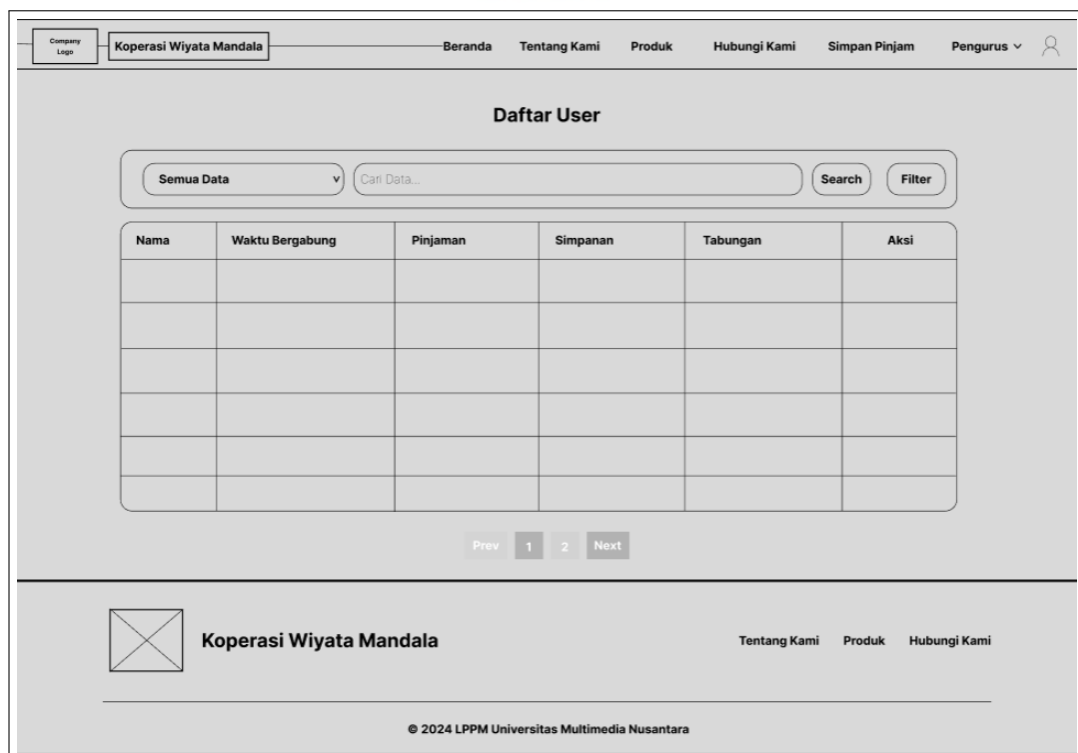 Company
Logo
Koperasi Wiyata Mandala
Beranda Tentang Kami Produk Hubungi Kami Simpan Pinjam Pengurus
Daftar User
Semua Data Cari Data... Search Filter
Nama Waktu Bergabung Pinjaman Simpanan Tabungan Aksi
Prev 1 2 Next
Koperasi Wiyata Mandala Tentang Kami Produk Hubungi Kami
© 2024 LPPM Universitas Multimedia Nusantara